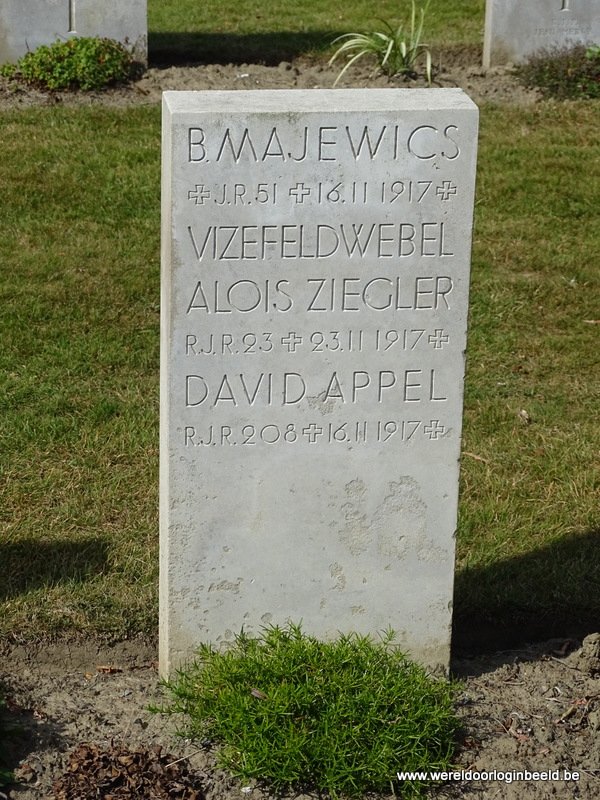 B. MAJEWICS
✠ J.R. 51 ✠ 16.11 1917 ✠
VIZEFELDWEBEL
ALOIS ZIEGLER
R.J.R. 23 ✠ 23.11 1917 ✠
DAVID APPEL
R.J.R. 208 ✠ 16.11 1917 ✠
www.wereldoorloginbeeld.be